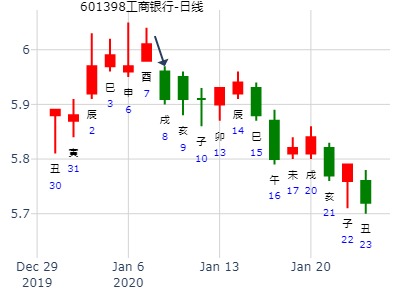 601398工商银行-日线
6
5.9
5.8
5.7
丑
30
寅
31
辰
2
巳
3
申
6
酉
7
戌
8
亥
9
子
10
卯
13
辰
14
巳
15
午
16
未
17
戌
20
亥
21
子
22
丑
23
Dec 29
2019
Jan 6
2020
Jan 13
Jan 20